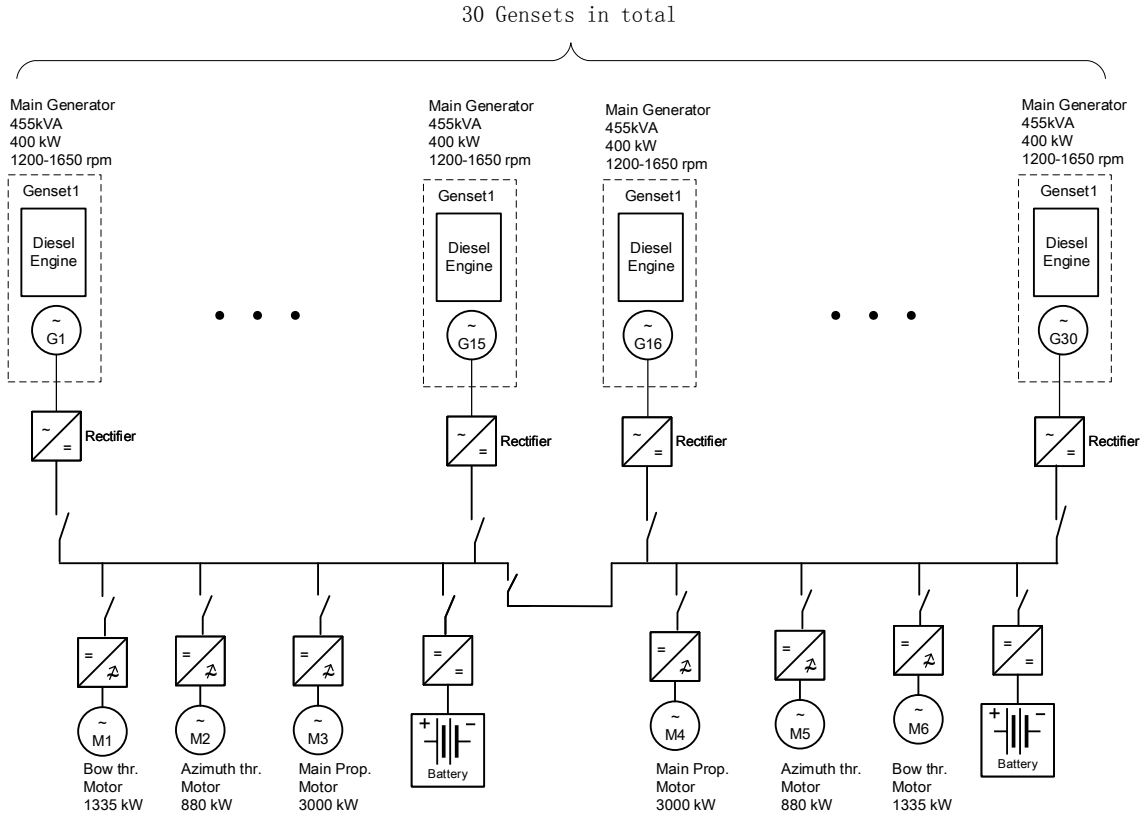 30 Gensets in total
Main Generator
455kVA
400 kW
1200-1650 rpm
Genset1
Diesel
Engine
~
G1
~
=
Rectifier
Main Generator
455kVA
400 kW
1200-1650 rpm
Genset1
Diesel
Engine
~
G15
~
=
Rectifier
Main Generator
455kVA
400 kW
1200-1650 rpm
Genset1
Diesel
Engine
~
G16
~
=
Rectifier
Main Generator
455kVA
400 kW
1200-1650 rpm
Genset1
Diesel
Engine
~
G30
~
=
Rectifier
=
~
M1
Bow thr.
Motor
1335 kW
=
~
M2
Azimuth thr.
Motor
880 kW
=
~
M3
Main Prop.
Motor
3000 kW
=
=
+ −
Battery
=
~
M4
Main Prop.
Motor
3000 kW
=
~
M5
Azimuth thr.
Motor
880 kW
=
~
M6
Bow thr.
Motor
1335 kW
=
=
+ −
Battery